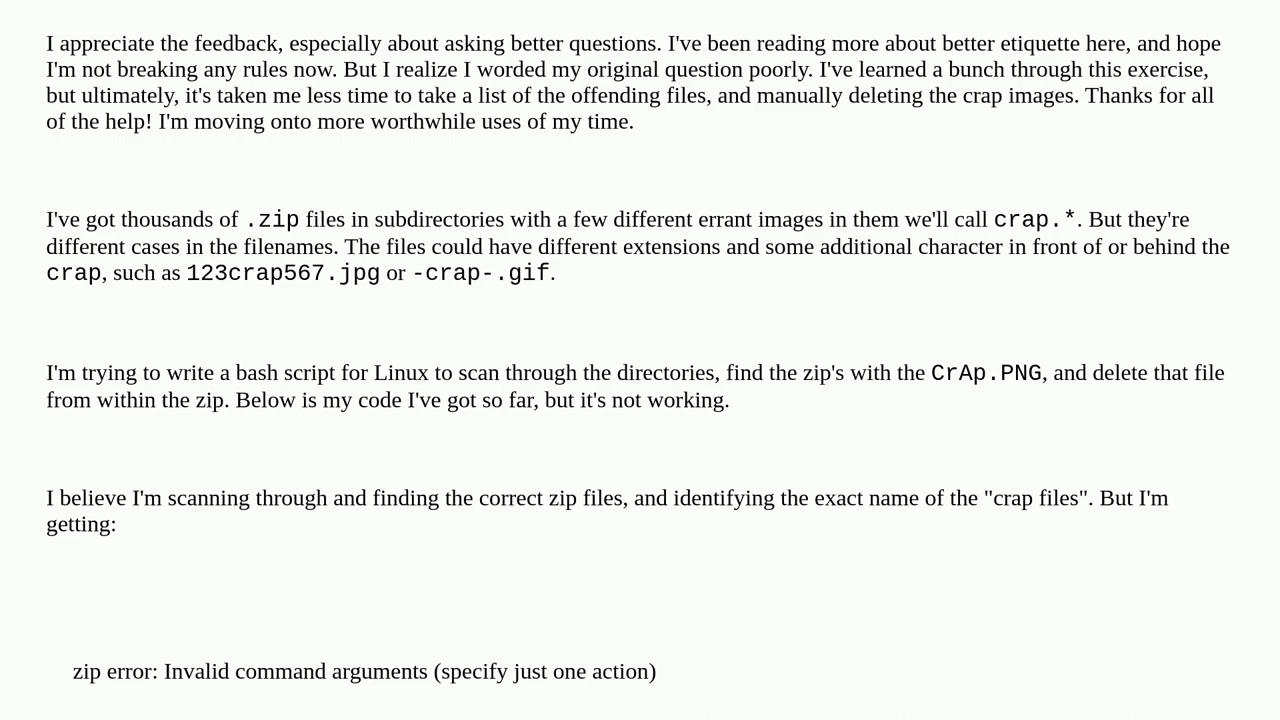 I appreciate the feedback, especially about asking better questions. I've been reading more about better etiquette here, and hope
I'm not breaking any rules now. But I realize I worded my original question poorly. I've learned a bunch through this exercise,
but ultimately, it's taken me less time to take a list of the offending files, and manually deleting the crap images. Thanks for all
of the help! I'm moving onto more worthwhile uses of my time.
I've got thousands of .zip files in subdirectories with a few different errant images in them we'll call crap.*. But they're
different cases in the filenames. The files could have different extensions and some additional character in front of or behind the
crap, such as 123crap567.jpg or -crap-.gif.
I'm trying to write a bash script for Linux to scan through the directories, find the zip's with the CrAp.PNG, and delete that file
from within the zip. Below is my code I've got so far, but it's not working.
I believe I'm scanning through and finding the correct zip files, and identifying the exact name of the "crap files". But I'm
getting:
zip error: Invalid command arguments (specify just one action)